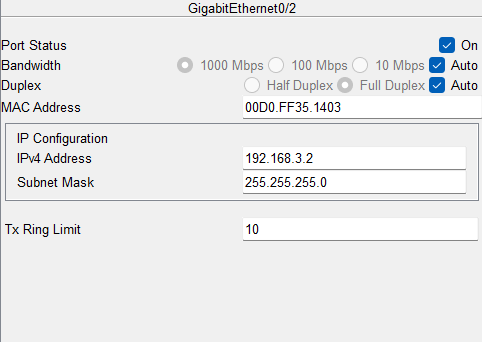 GigabitEthernet0/2
Port Status On
Bandwidth 1000 Mbps 100 Mbps 10 Mbps Auto
Duplex Half Duplex Full Duplex Auto
MAC Address 00D0.FF35.1403
IP Configuration
IPv4 Address 192.168.3.2
Subnet Mask 255.255.255.0
Tx Ring Limit 10